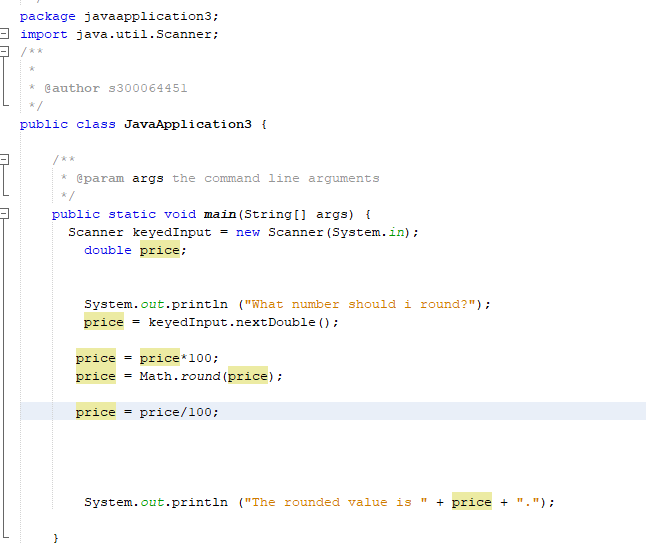 package javaapplication3;
import java.util.Scanner;
/**
*
* @author s300064451
*/
public class JavaApplication3 {
/**
* @param args the command line arguments
*/
public static void main(String[] args) {
Scanner keyedInput = new Scanner(System.in);
double price;
System.out.println ("What number should i round?");
price = keyedInput.nextDouble();
price = price*100;
price = Math.round(price);
price = price/100;
System.out.println ("The rounded value is " + price + ".");
}